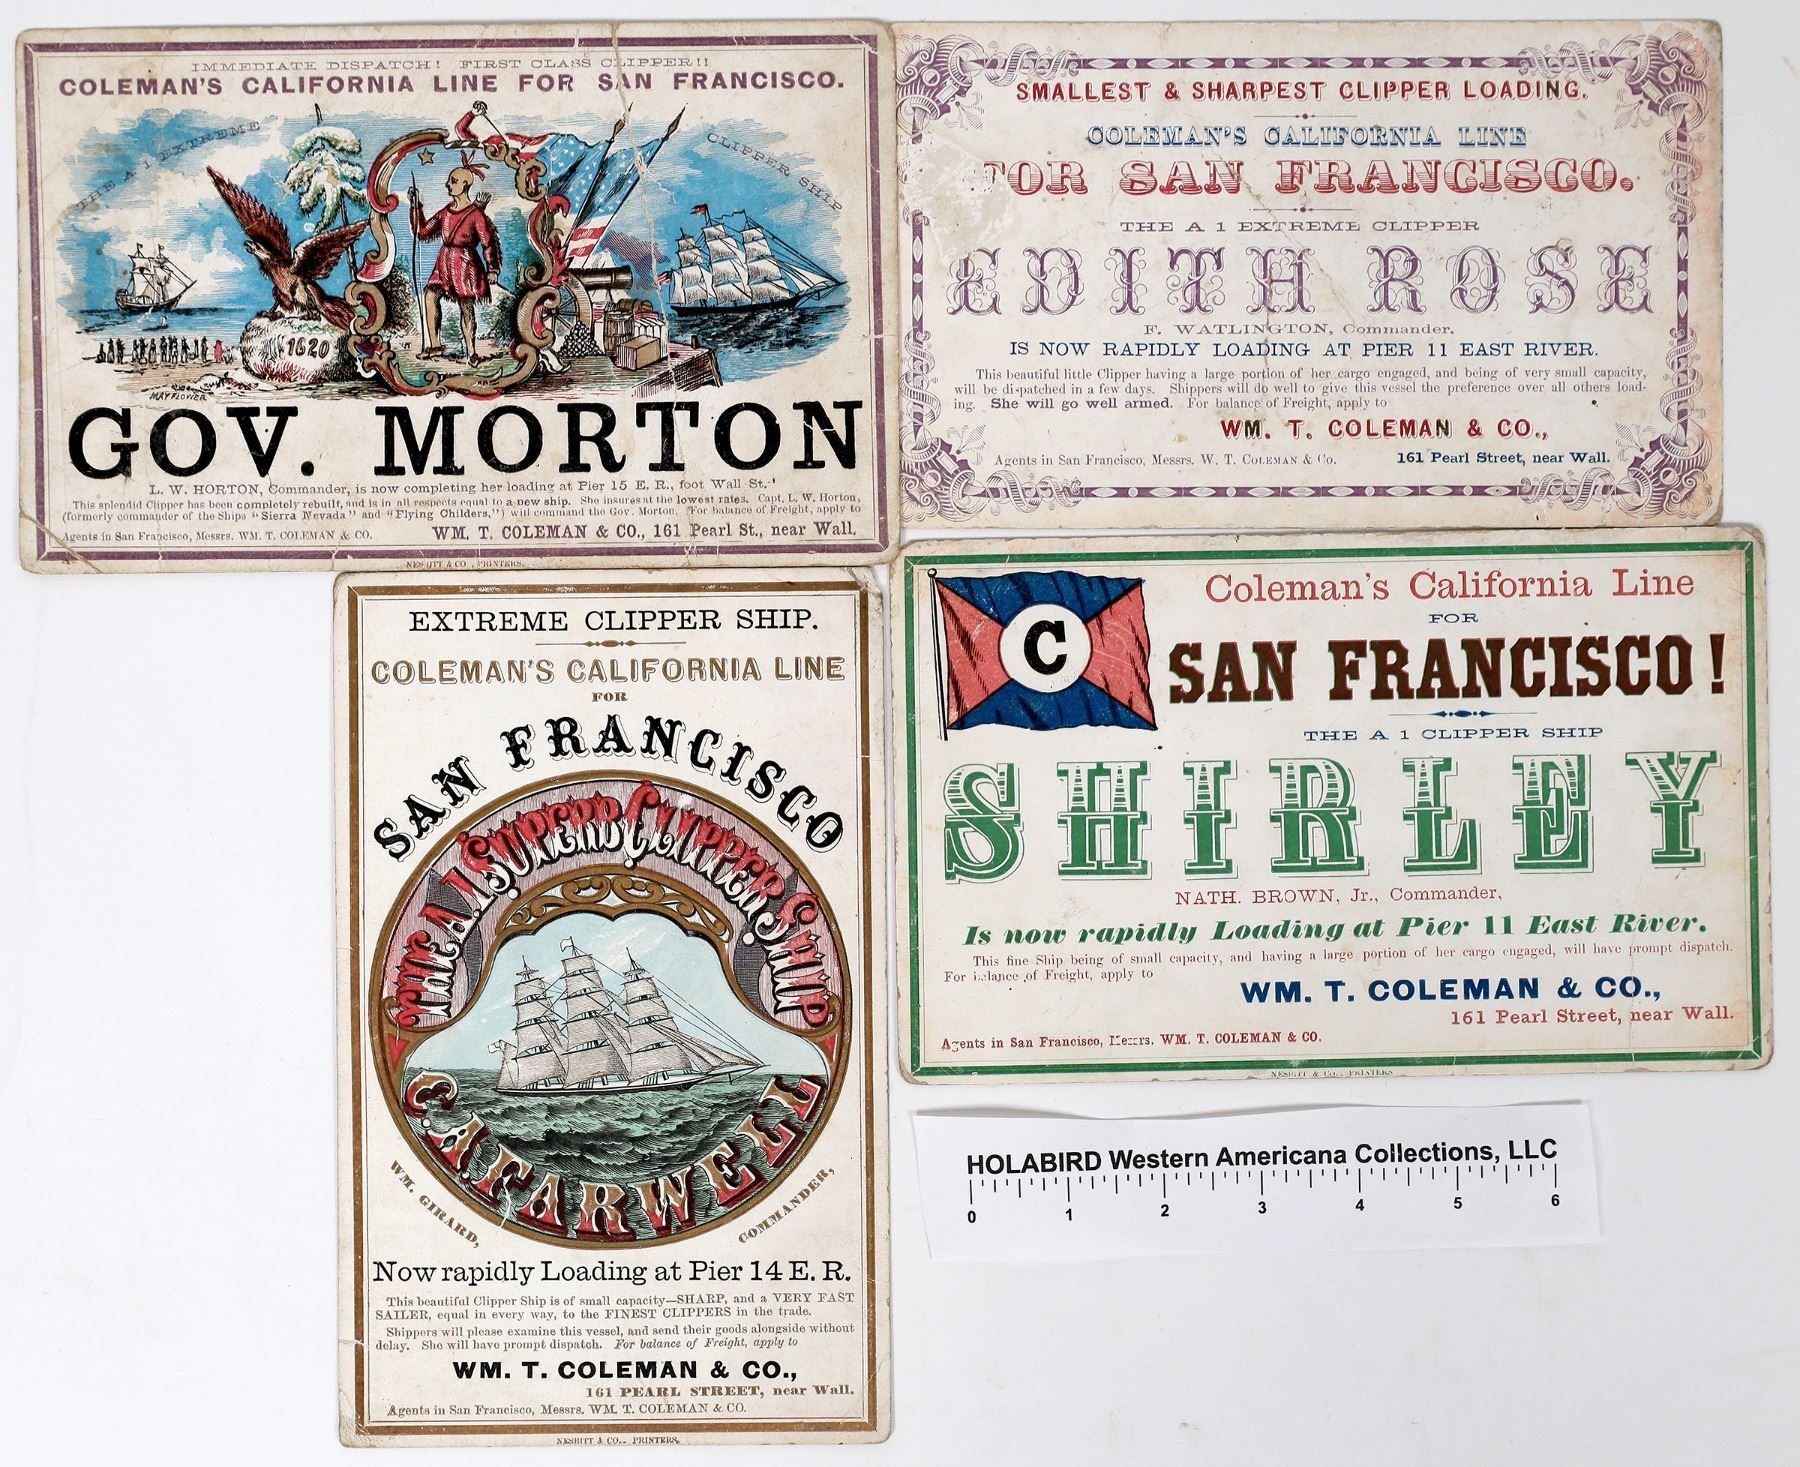 IMMEDIATE DISPATCH! FIRST CLASS CLIPPER!!
COLEMAN'S CALIFORNIA LINE FOR SAN FRANCISCO.
THE A 1 EXTREME CLIPPER SHIP
1620
MAYFLOWER
GOV. MORTON
L. W. HORTON, Commander, is now completing her loading at Pier 15 E. R., foot Wall St.
This splendid Clipper has been completely rebuilt, and is in all respects equal to a new ship. She insures at the lowest rates. Capt. L. W. Horton,
(formerly commander of the Ships "Sierra Nevada" and "Flying Childers,") will command the Gov. Morton. For balance of Freight, apply to
Agents in San Francisco, Messrs. WM. T. COLEMAN & CO. WM. T. COLEMAN & CO., 161 Pearl St., near Wall.
NESBITT & CO., PRINTERS.
SMALLEST & SHARPEST CLIPPER LOADING.
COLEMAN'S CALIFORNIA LINE
FOR SAN FRANCISCO.
THE A 1 EXTREME CLIPPER
EDITH ROSE
F. WATLINGTON, Commander,
IS NOW RAPIDLY LOADING AT PIER 11 EAST RIVER.
This beautiful little Clipper having a large portion of her cargo engaged, and being of very small capacity,
will be dispatched in a few days. Shippers will do well to give this vessel the preference over all others load-
ing. She will go well armed. For balance of Freight, apply to
WM. T. COLEMAN & CO.,
Agents in San Francisco, Messrs. W. T. COLEMAN & Co. 161 Pearl Street, near Wall.
EXTREME CLIPPER SHIP.
COLEMAN'S CALIFORNIA LINE
FOR
SAN FRANCISCO
THE A.1 SUPERB CLIPPER SHIP
C.A. FARWELL
WM. GIRARD, COMMANDER,
Now rapidly Loading at Pier 14 E. R.
This beautiful Clipper Ship is of small capacity—SHARP, and a VERY FAST
SAILER, equal in every way, to the FINEST CLIPPERS in the trade.
Shippers will please examine this vessel, and send their goods alongside without
delay. She will have prompt dispatch. For balance of Freight, apply to
WM. T. COLEMAN & CO.,
161 PEARL STREET, near Wall.
Agents in San Francisco, Messrs. WM. T. COLEMAN & CO.
NESBITT & CO., PRINTERS.
C
Coleman's California Line
FOR
SAN FRANCISCO!
THE A 1 CLIPPER SHIP
SHIRLEY
NATH. BROWN, Jr., Commander,
Is now rapidly Loading at Pier 11 East River.
This fine Ship being of small capacity, and having a large portion of her cargo engaged, will have prompt dispatch.
For balance of Freight, apply to
WM. T. COLEMAN & CO.,
161 Pearl Street, near Wall.
Agents in San Francisco, Messrs. WM. T. COLEMAN & CO.
NESBITT & Co., PRINTERS
HOLABIRD Western Americana Collections, LLC
0 1 2 3 4 5 6